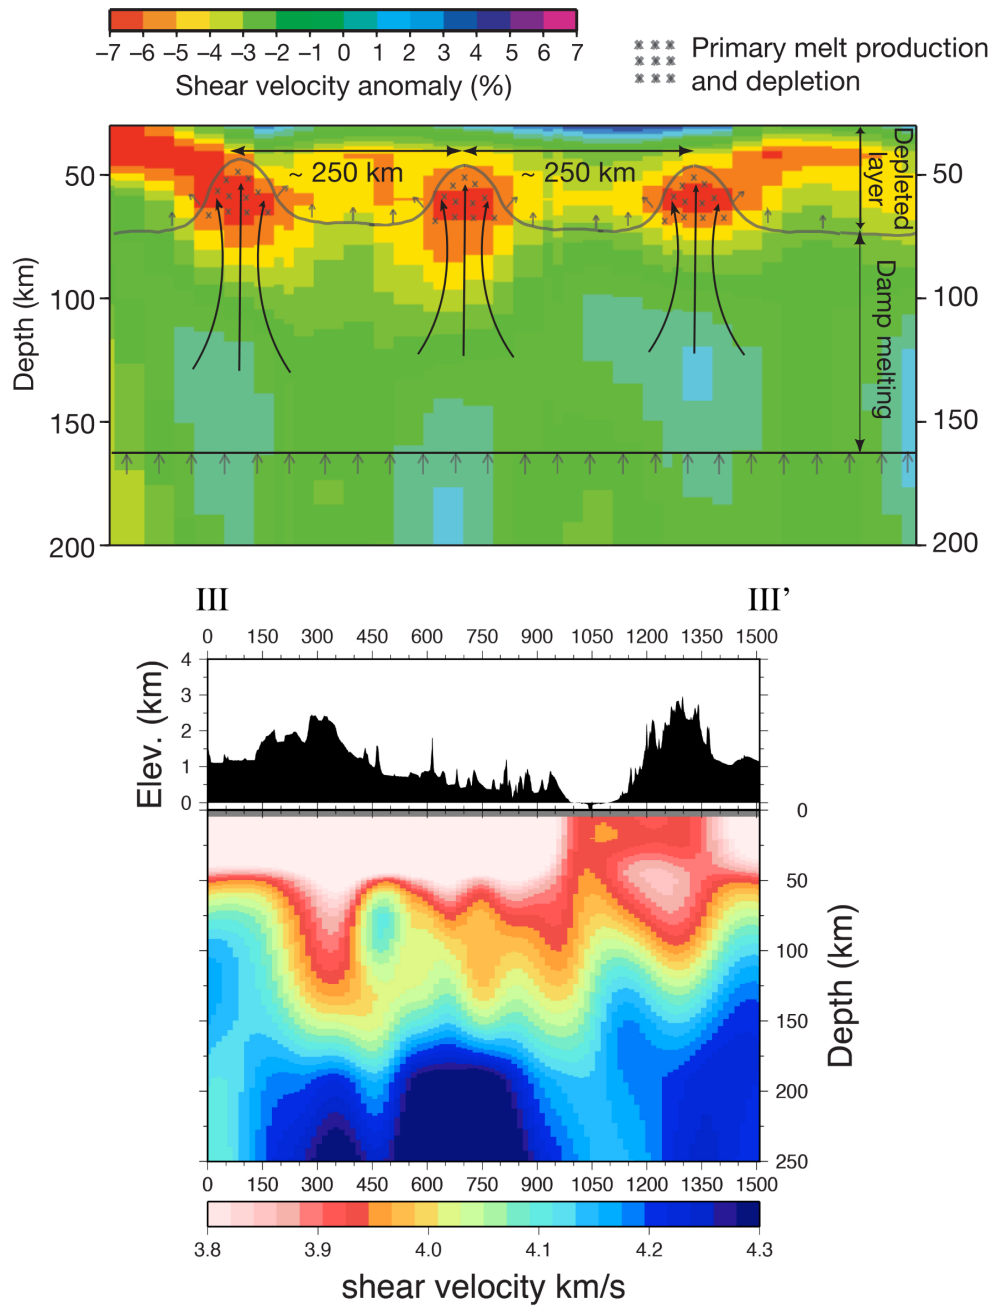 −7 −6 −5 −4 −3 −2 −1 0 1 2 3 4 5 6 7
Shear velocity anomaly (%)
Primary melt production
and depletion
~ 250 km
~ 250 km
Depleted
layer
Damp melting
Depth (km)
50
100
150
200
50
100
150
200
III
III’
0 150 300 450 600 750 900 1050 1200 1350 1500
Elev. (km)
4
3
2
1
0
0
50
100
150
200
250
Depth (km)
0 150 300 450 600 750 900 1050 1200 1350 1500
3.8 3.9 4.0 4.1 4.2 4.3
shear velocity km/s